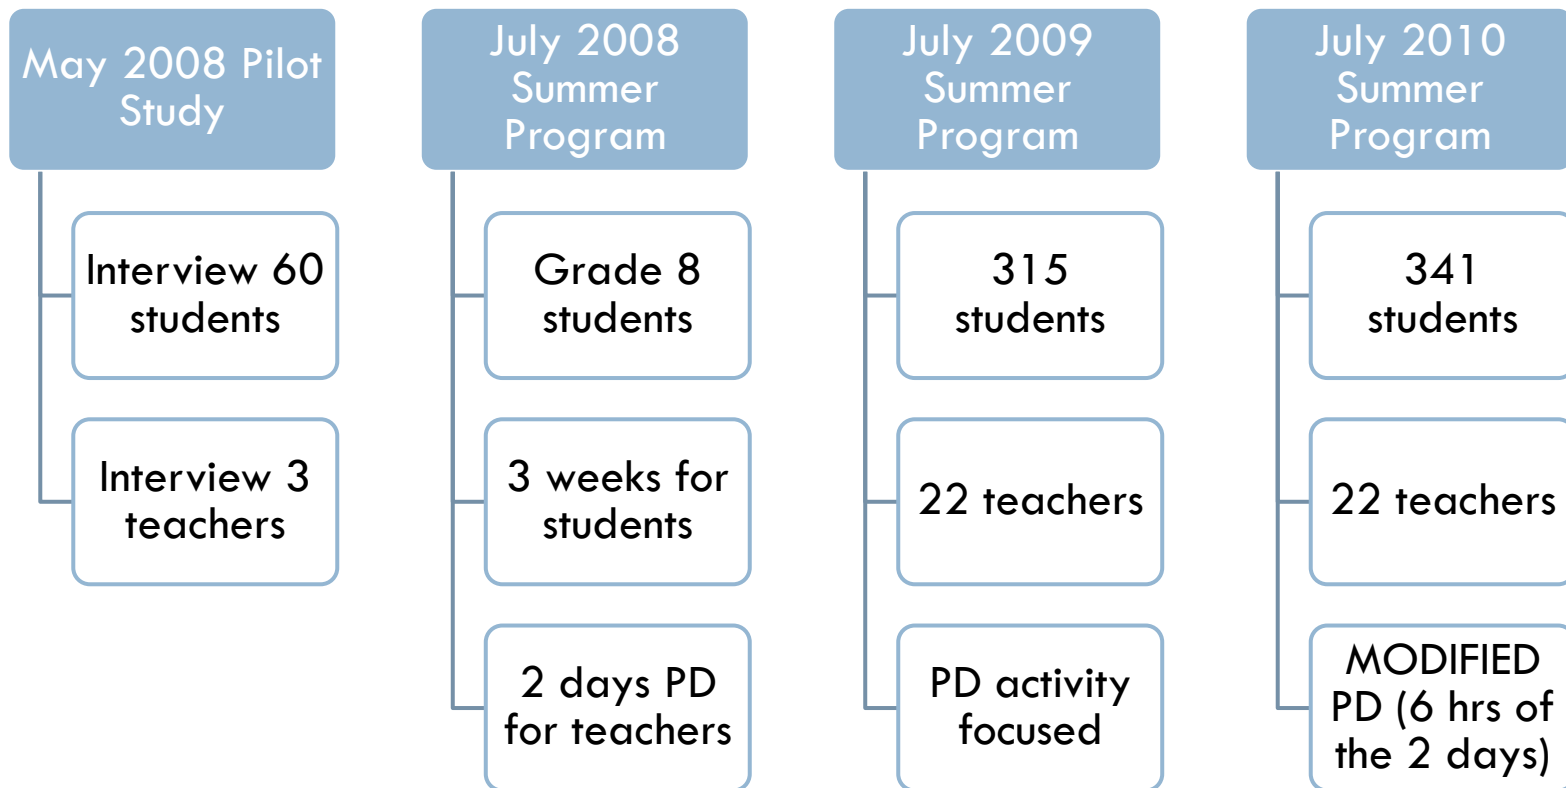 May 2008 Pilot
Study
Interview 60
students
Interview 3
teachers
July 2008
Summer
Program
Grade 8
students
3 weeks for
students
2 days PD
for teachers
July 2009
Summer
Program
315
students
22 teachers
PD activity
focused
July 2010
Summer
Program
341
students
22 teachers
MODIFIED
PD (6 hrs of
the 2 days)